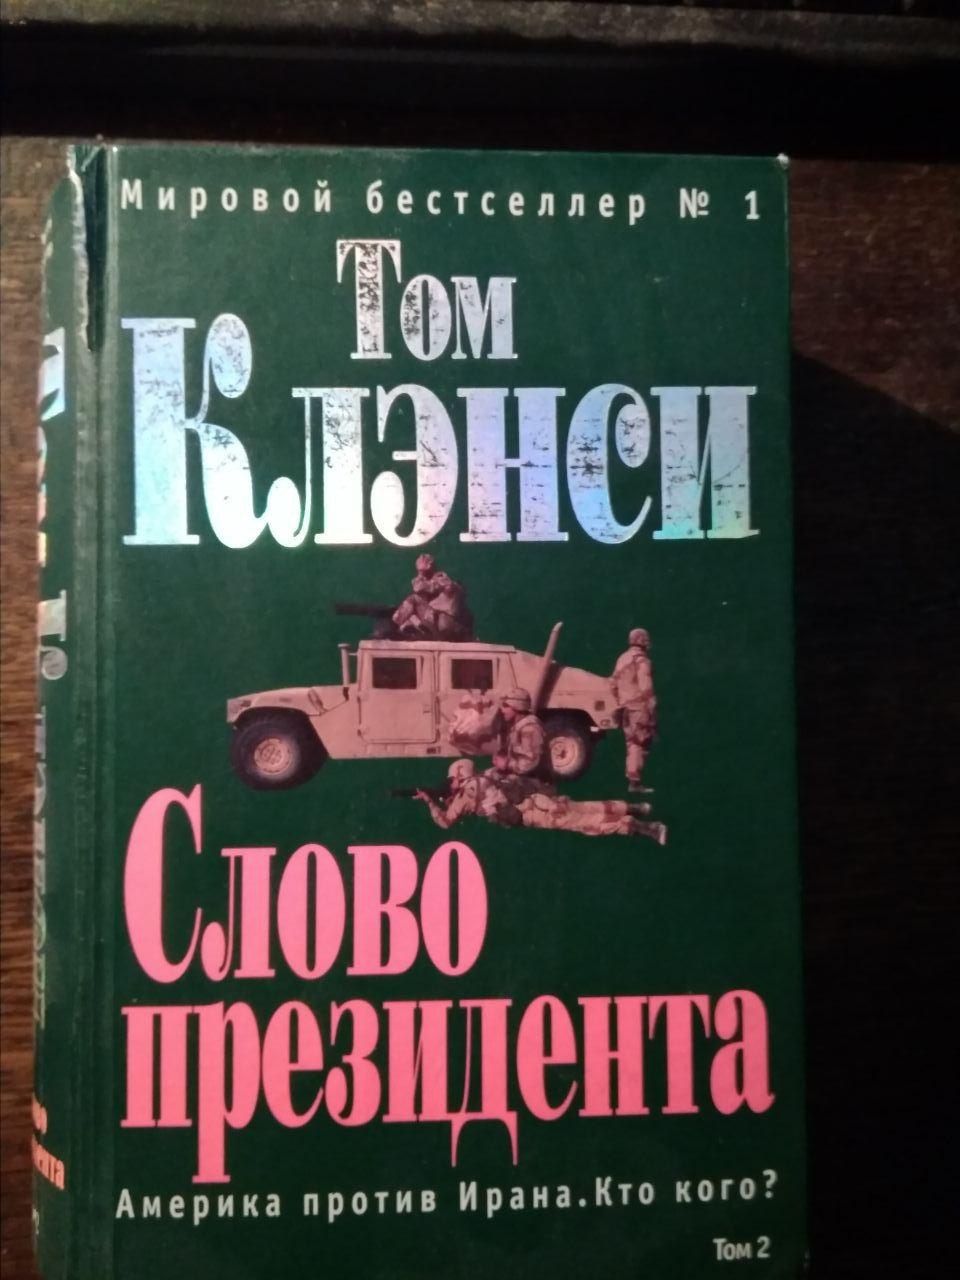 Мировой бестселлер № 1
Том
Клэнси
Слово
президента
Америка против Ирана. Кто кого?
Том 2